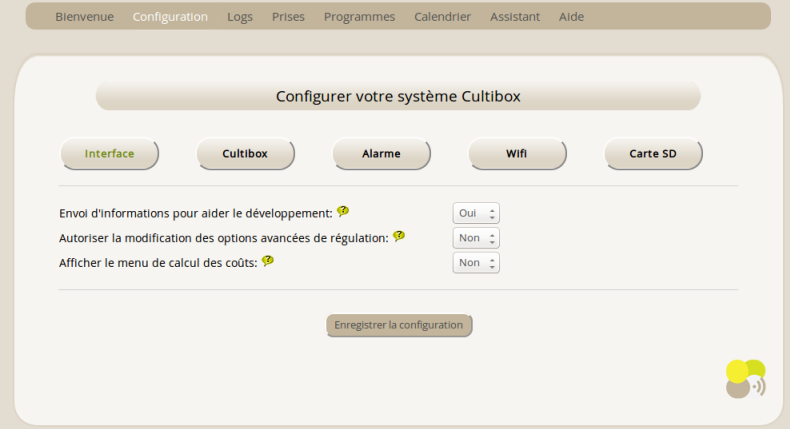 Bienvenue Configuration Logs Prises Programmes Calendrier Assistant Aide
Configurer votre système Cultibox
Interface Cultibox Alarme Wifi Carte SD
Envoi d'informations pour aider le développement: ? Oui
Autoriser la modification des options avancées de régulation: ? Non
Afficher le menu de calcul des coûts: ? Non
Enregistrer la configuration